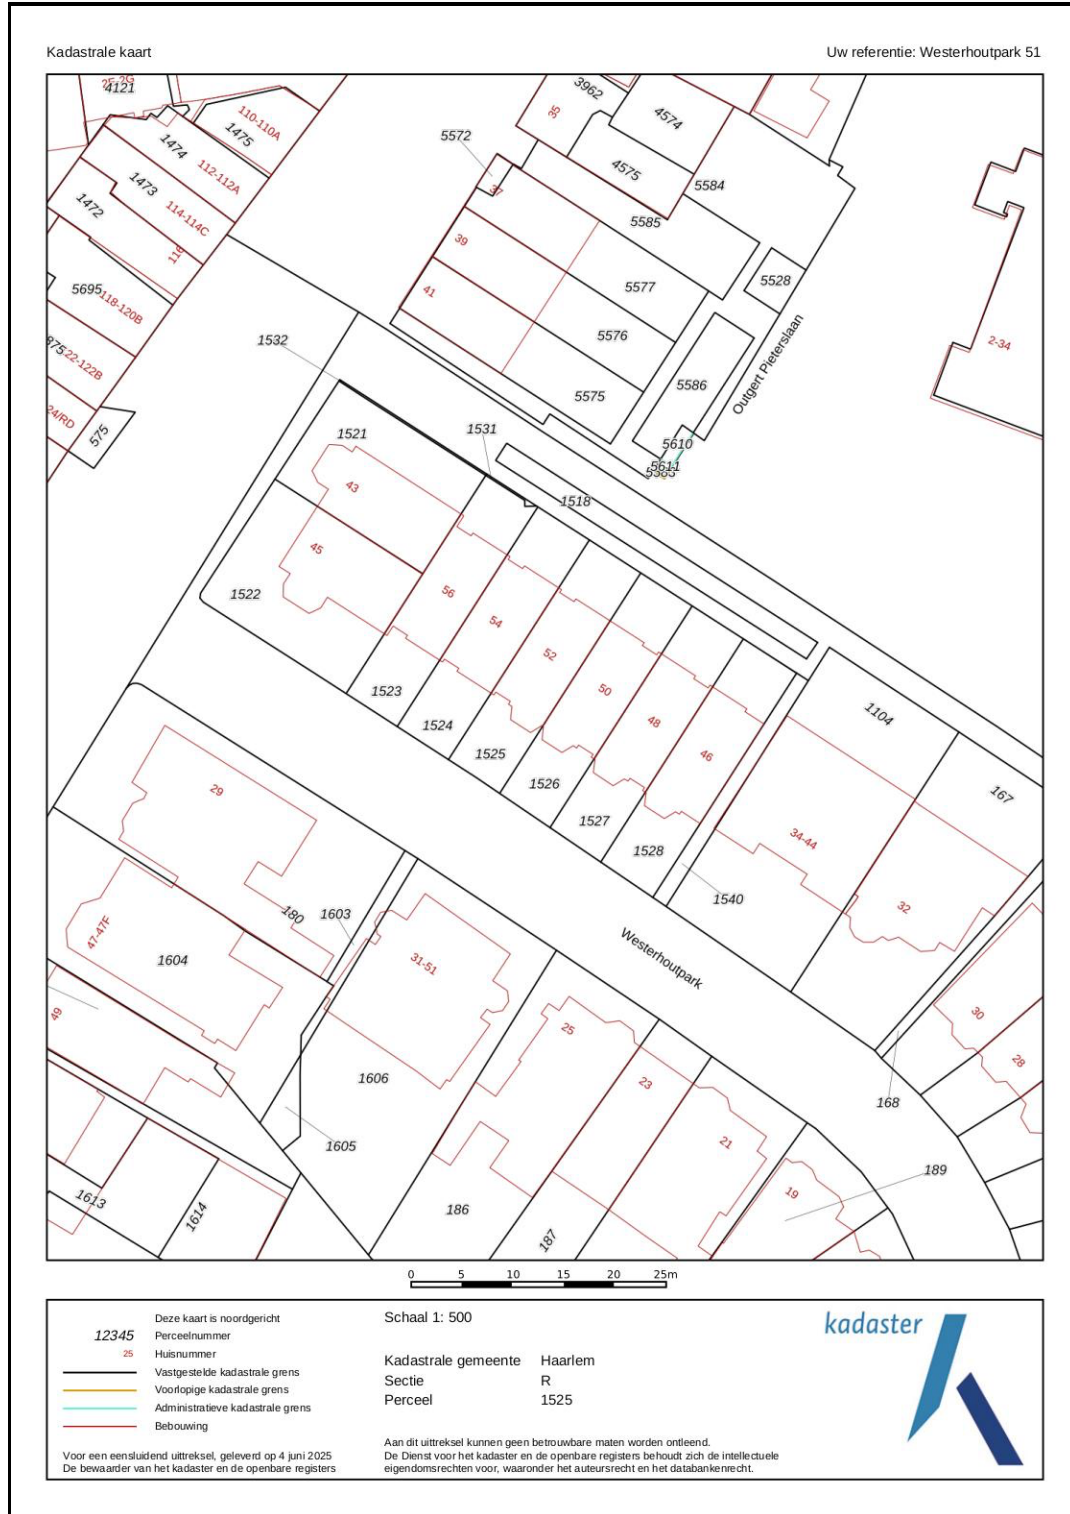 Kadastrale kaart
Uw referentie: Westerhoutpark 51
2F-2G
4121
110-110A
1475
1474
112-112A
1473
114-114C
1472
116
5695
118-120B
875
22-122B
24/RD
575
3962
35
4574
4575
5572
37
5584
5585
39
5577
5528
41
5576
5586
5575
Outgert Pieterslaan
2-34
1532
1531
5610
5611
5583
1518
1521
43
45
1522
56
54
52
50
48
46
1523
1524
1525
1526
1527
1528
1540
1104
167
34-44
32
29
180
1603
47-47F
1604
31-51
49
Westerhoutpark
30
28
168
25
23
21
19
189
1606
1605
186
187
1613
1614
0 5 10 15 20 25m
Deze kaart is noordgericht
12345 Perceelnummer
25 Huisnummer
Vastgestelde kadastrale grens
Voorlopige kadastrale grens
Administratieve kadastrale grens
Bebouwing
Voor een eensluidend uittreksel, geleverd op 4 juni 2025
De bewaarder van het kadaster en de openbare registers
Schaal 1: 500
Kadastrale gemeente Haarlem
Sectie R
Perceel 1525
Aan dit uittreksel kunnen geen betrouwbare maten worden ontleend.
De Dienst voor het kadaster en de openbare registers behoudt zich de intellectuele
eigendomsrechten voor, waaronder het auteursrecht en het databankenrecht.
kadaster